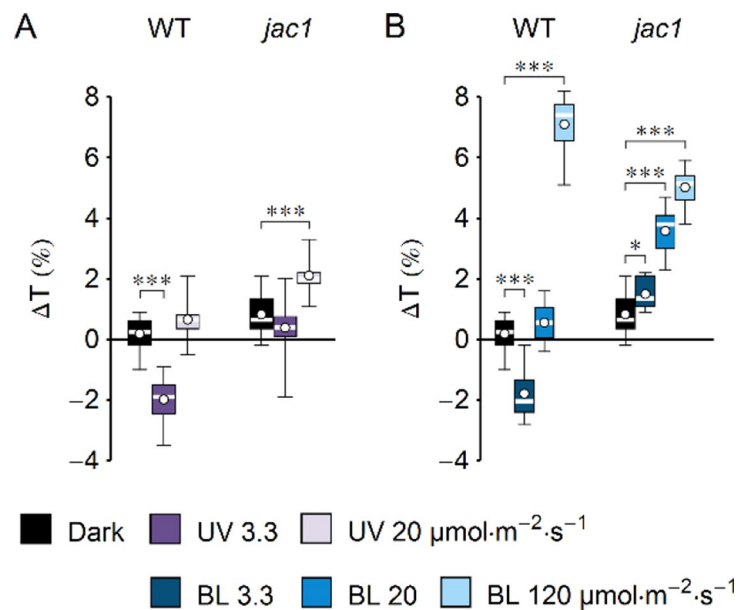 A WT jac1 B WT jac1
8 8
*** ***
6 6
***
4 *** 4 ***
*** *
2 2
*** ***
0 0
−2 −2
−4 −4
ΔT (%) ΔT (%)
Dark UV 3.3 UV 20 µmol·m−2·s−1
BL 3.3 BL 20 BL 120 µmol·m−2·s−1